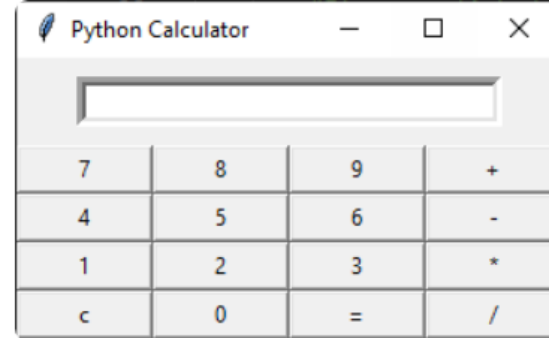 Python Calculator
7 8 9 +
4 5 6 -
1 2 3 *
c 0 = /